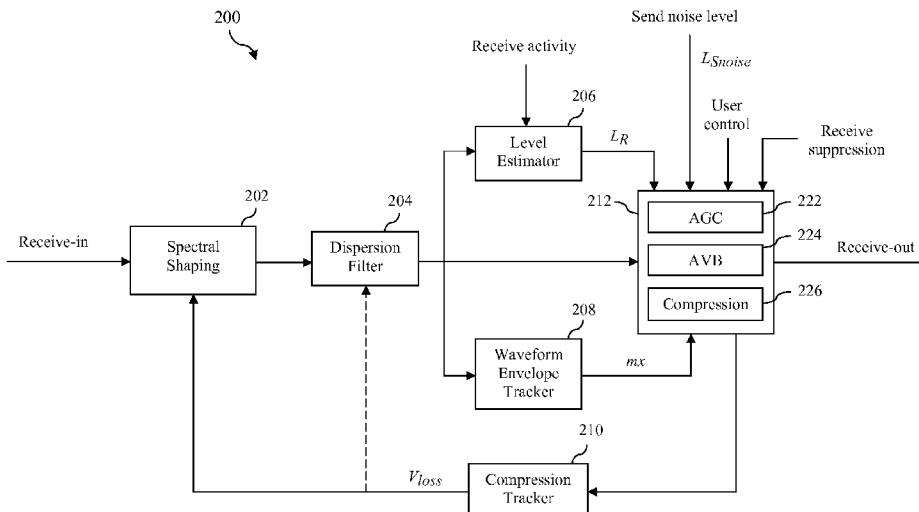 200
Send noise level
Receive activity
L_Snoise
206
User
control
Level
Estimator
L_R
Receive
suppression
202
204
212
AGC
222
Receive-in
Spectral
Shaping
Dispersion
Filter
224
AVB
Receive-out
208
Compression
226
Waveform
Envelope
Tracker
mx
210
V_loss
Compression
Tracker